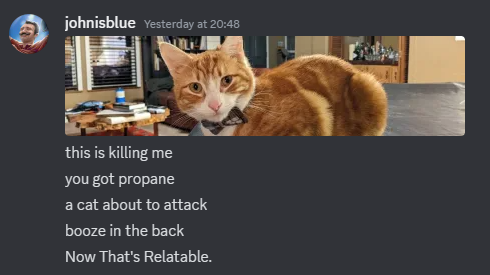 johnisblue Yesterday at 20:48
this is killing me
you got propane
a cat about to attack
booze in the back
Now That's Relatable.